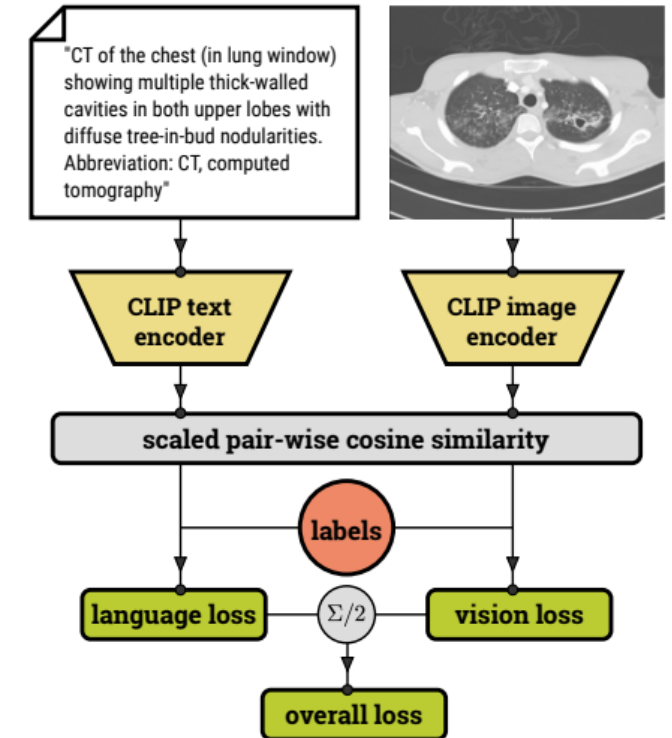 "CT of the chest (in lung window)
showing multiple thick-walled
cavities in both upper lobes with
diffuse tree-in-bud nodularities.
Abbreviation: CT, computed
tomography"
CLIP text
encoder
CLIP image
encoder
scaled pair-wise cosine similarity
labels
language loss
Σ/2
vision loss
overall loss